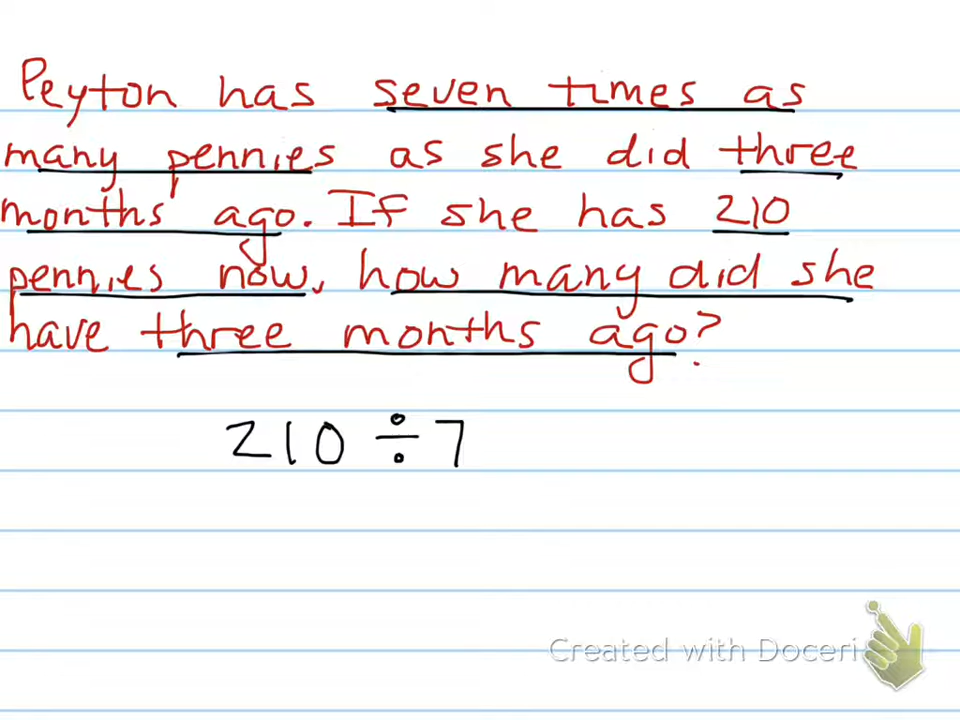 Peyton has seven times as
many pennies as she did three
months ago. If she has 210
pennies now, how many did she
have three months ago?
210 ÷ 7
Created with Doceri